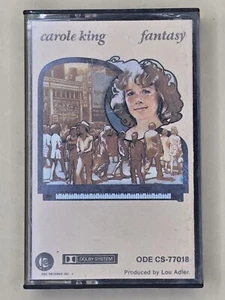 carole king fantasy
DOLBY SYSTEM
ODE CS-77018
Produced by Lou Adler.